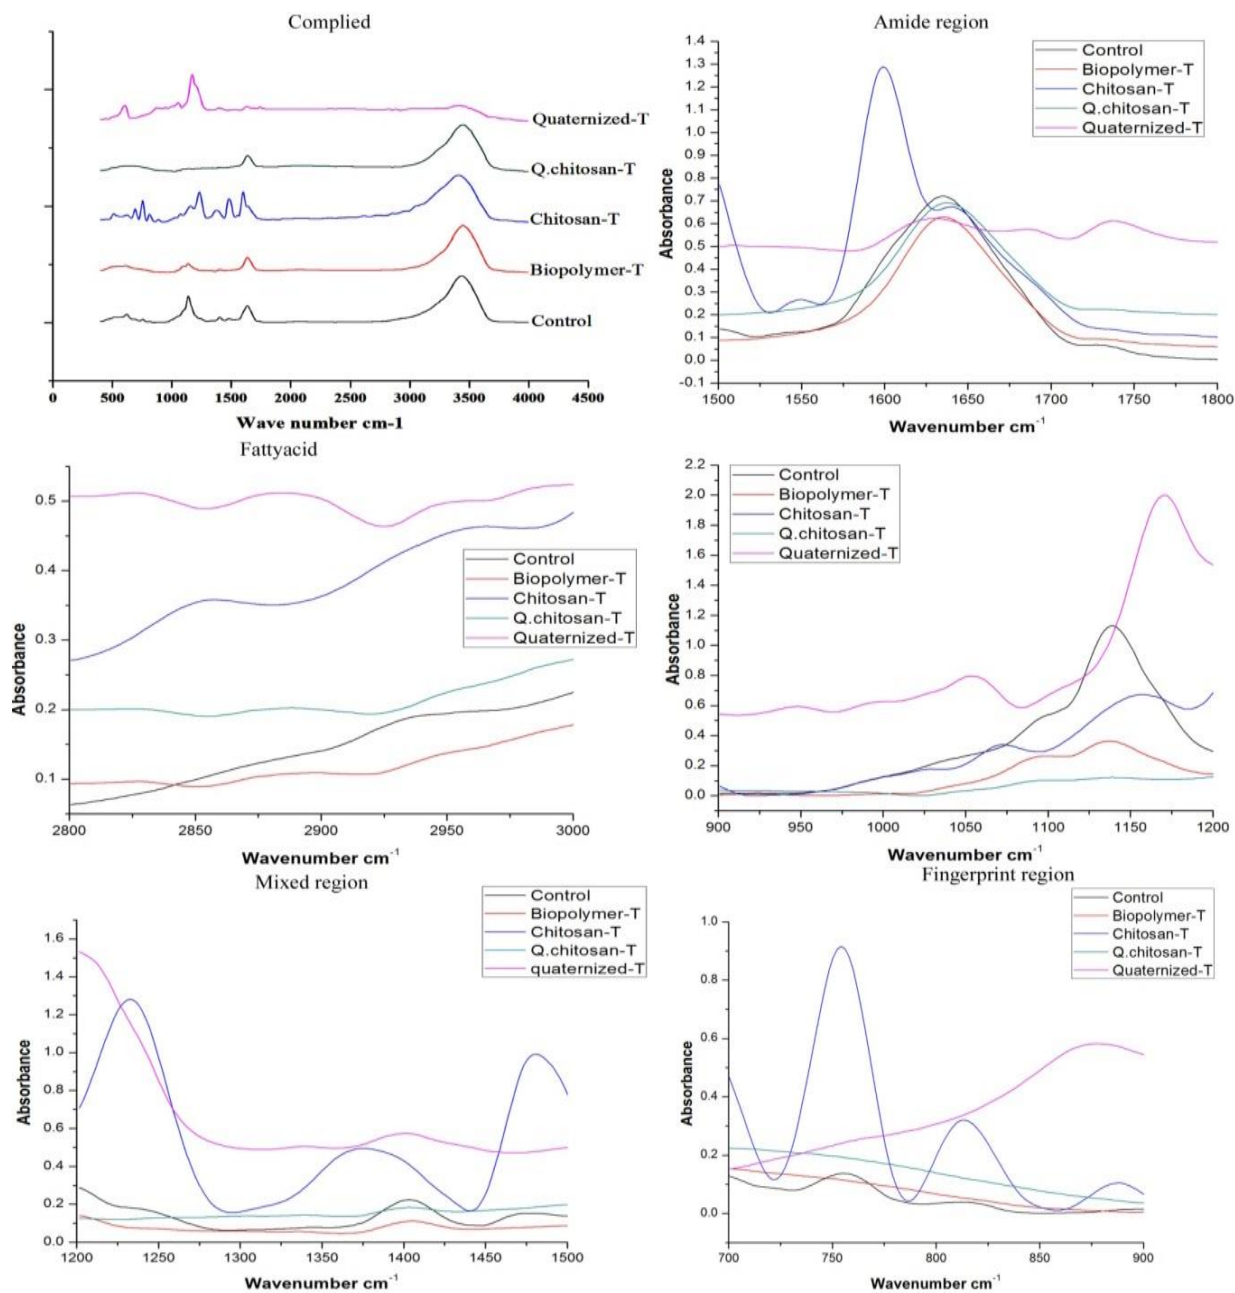 Complied
Quaternized-T
Q.chitosan-T
Chitosan-T
Biopolymer-T
Control
0 500 1000 1500 2000 2500 3000 3500 4000 4500
Wave number cm-1
Amide region
Control
Biopolymer-T
Chitosan-T
Q.chitosan-T
Quaternized-T
Absorbance
1.4
1.3
1.2
1.1
1.0
0.9
0.8
0.7
0.6
0.5
0.4
0.3
0.2
0.1
0.0
-0.1
1500 1550 1600 1650 1700 1750 1800
Wavenumber cm-1
Fattyacid
Control
Biopolymer-T
Chitosan-T
Q.chitosan-T
Quaternized-T
Absorbance
0.5
0.4
0.3
0.2
0.1
2800 2850 2900 2950 3000
Wavenumber cm-1
Control
Biopolymer-T
Chitosan-T
Q.chitosan-T
Quaternized-T
Absorbance
2.2
2.0
1.8
1.6
1.4
1.2
1.0
0.8
0.6
0.4
0.2
0.0
900 950 1000 1050 1100 1150 1200
Wavenumber cm-1
Mixed region
Control
Biopolymer-T
Chitosan-T
Q.chitosan-T
quaternized-T
Absorbance
1.6
1.4
1.2
1.0
0.8
0.6
0.4
0.2
0.0
1200 1250 1300 1350 1400 1450 1500
Wavenumber cm-1
Fingerprint region
Control
Biopolymer-T
Chitosan-T
Q.chitosan-T
Quaternized-T
Absorbance
1.0
0.8
0.6
0.4
0.2
0.0
700 750 800 850 900
Wavenumber cm-1